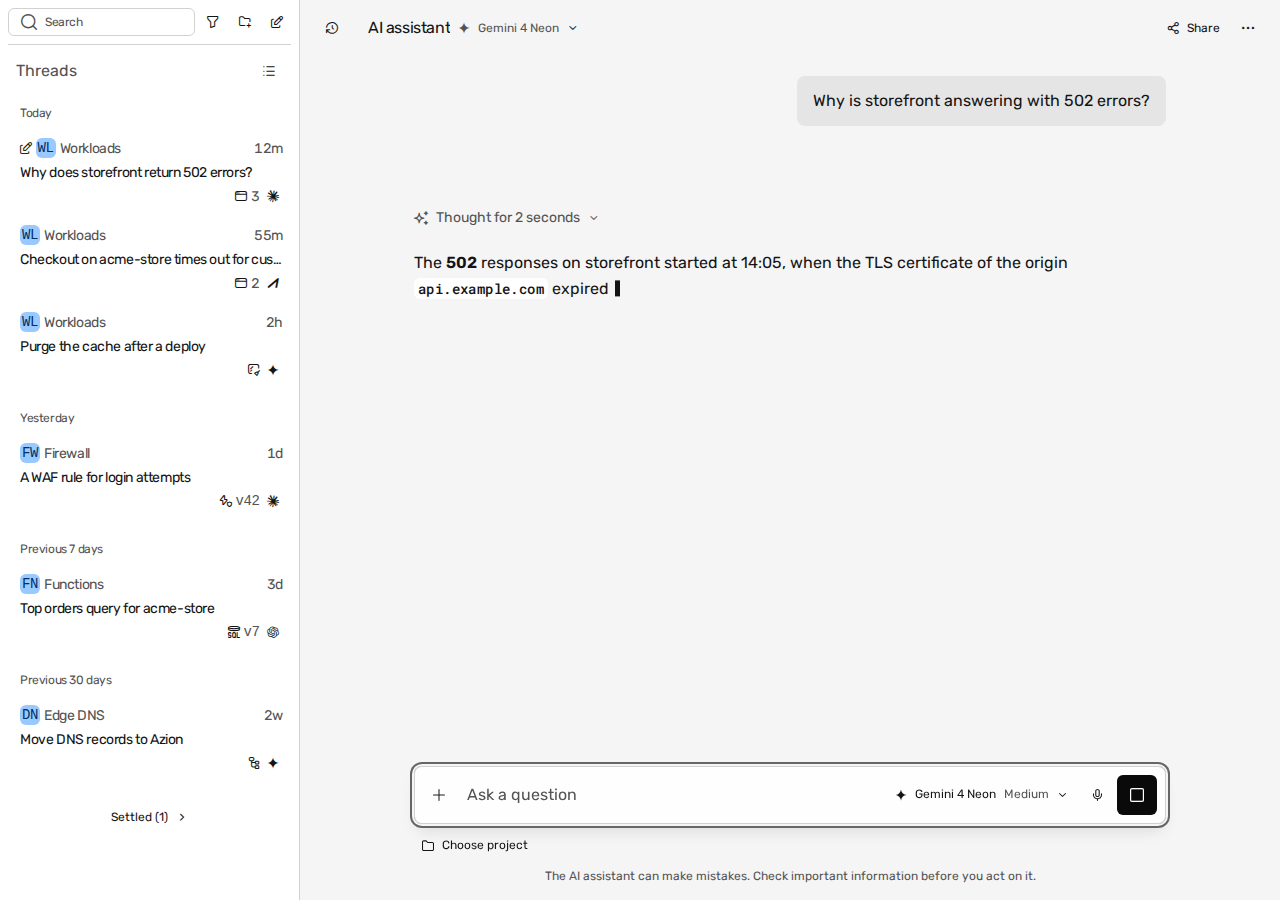 Search
Threads
Today
WL Workloads 12m
Why does storefront return 502 errors?
3
WL Workloads 55m
Checkout on acme-store times out for cus…
2
WL Workloads 2h
Purge the cache after a deploy
Yesterday
FW Firewall 1d
A WAF rule for login attempts
v42
Previous 7 days
FN Functions 3d
Top orders query for acme-store
v7
Previous 30 days
DN Edge DNS 2w
Move DNS records to Azion
Settled (1)
AI assistant Gemini 4 Neon
Share
Why is storefront answering with 502 errors?
Thought for 2 seconds
The 502 responses on storefront started at 14:05, when the TLS certificate of the origin
api.example.com expired
Ask a question
Gemini 4 Neon Medium
Choose project
The AI assistant can make mistakes. Check important information before you act on it.